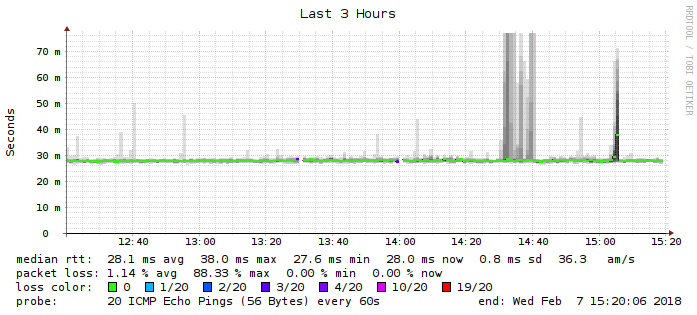 Last 3 Hours
RRDTOOL / TOBI OETIKER
Seconds
70 m
60 m
50 m
40 m
30 m
20 m
10 m
0
12:40 13:00 13:20 13:40 14:00 14:20 14:40 15:00 15:20
median rtt: 28.1 ms avg 38.0 ms max 27.6 ms min 28.0 ms now 0.8 ms sd 36.3 am/s
packet loss: 1.14 % avg 88.33 % max 0.00 % min 0.00 % now
loss color: 0 1/20 2/20 3/20 4/20 10/20 19/20
probe: 20 ICMP Echo Pings (56 Bytes) every 60s end: Wed Feb 7 15:20:06 2018